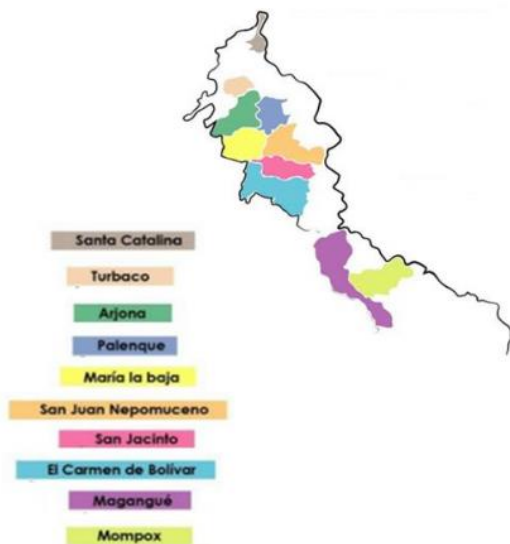 Santa Catalina
Turbaco
Arjona
Palenque
María la baja
San Juan Nepomuceno
San Jacinto
El Carmen de Bolívar
Magangué
Mompox